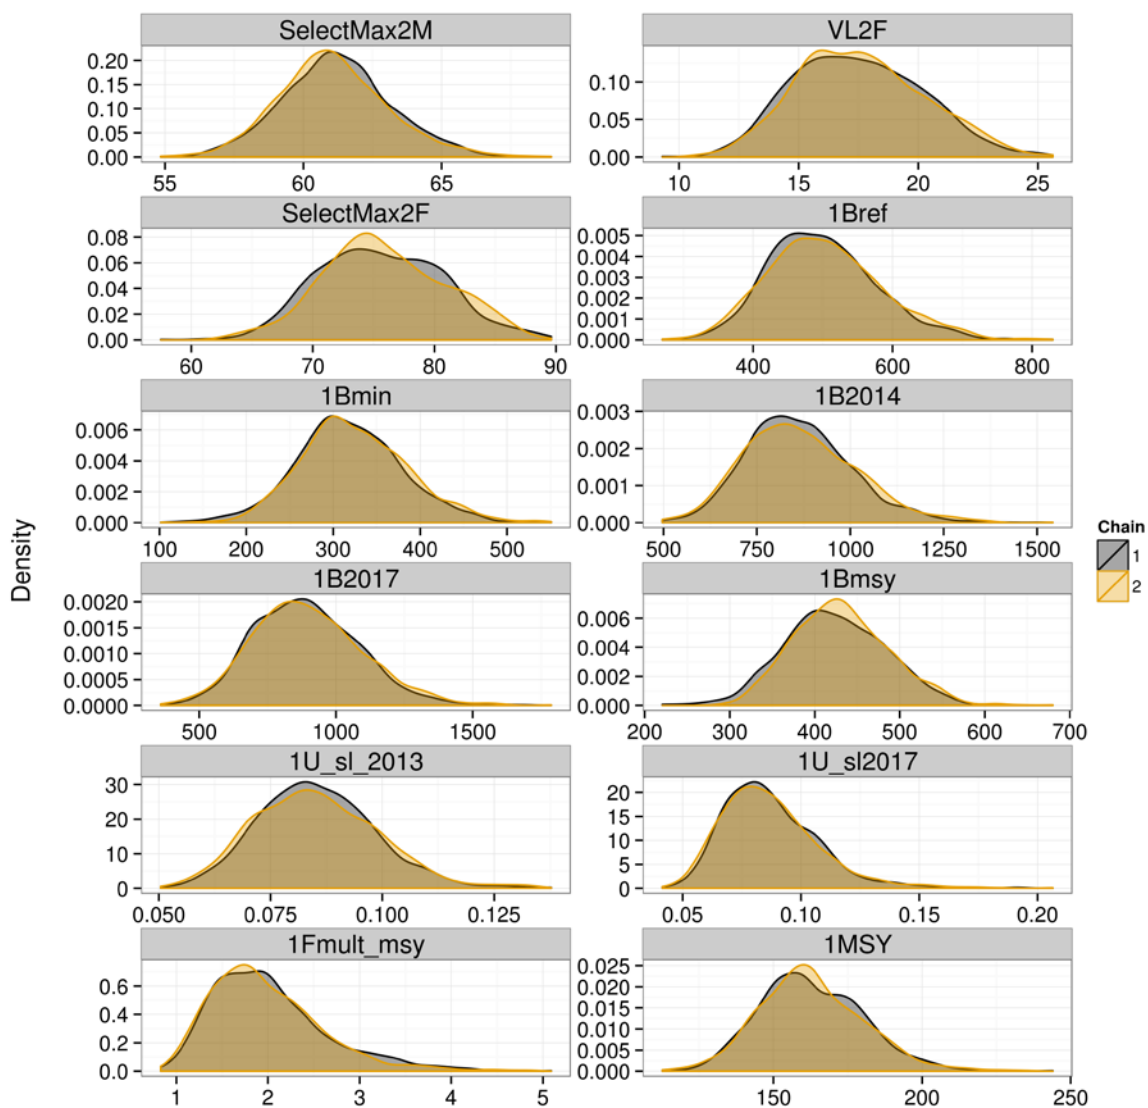 SelectMax2M
0.20
0.15
0.10
0.05
0.00
55 60 65
VL2F
0.10
0.05
0.00
10 15 20 25
SelectMax2F
0.08
0.06
0.04
0.02
0.00
60 70 80 90
1Bref
0.005
0.004
0.003
0.002
0.001
0.000
400 600 800
1Bmin
0.006
0.004
0.002
0.000
100 200 300 400 500
1B2014
0.003
0.002
0.001
0.000
500 750 1000 1250 1500
1B2017
0.0020
0.0015
0.0010
0.0005
0.0000
500 1000 1500
1Bmsy
0.006
0.004
0.002
0.000
200 300 400 500 600 700
1U_sl_2013
30
20
10
0
0.050 0.075 0.100 0.125
1U_sl2017
20
15
10
5
0
0.05 0.10 0.15 0.20
1Fmult_msy
0.6
0.4
0.2
0.0
1 2 3 4 5
1MSY
0.025
0.020
0.015
0.010
0.005
0.000
150 200 250
Density
Chain
1
2